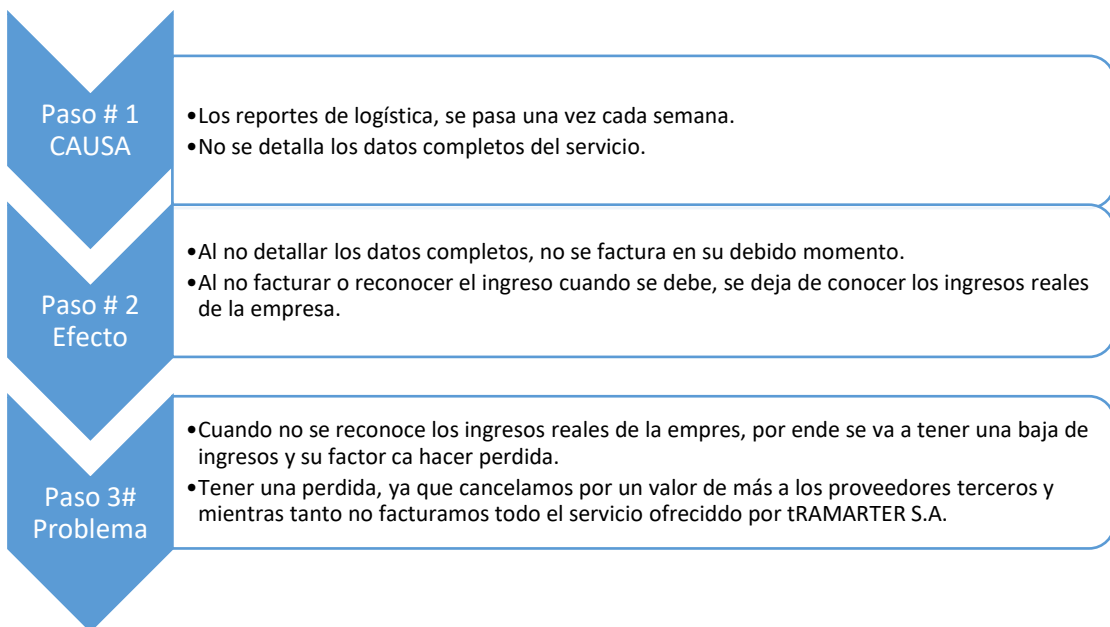 Paso # 1
CAUSA
•Los reportes de logística, se pasa una vez cada semana.
•No se detalla los datos completos del servicio.
Paso # 2
Efecto
•Al no detallar los datos completos, no se factura en su debido momento.
•Al no facturar o reconocer el ingreso cuando se debe, se deja de conocer los ingresos reales
de la empresa.
Paso 3#
Problema
•Cuando no se reconoce los ingresos reales de la empres, por ende se va a tener una baja de
ingresos y su factor ca hacer perdida.
•Tener una perdida, ya que cancelamos por un valor de más a los proveedores terceros y
mientras tanto no facturamos todo el servicio ofreciddo por tRAMARTER S.A.